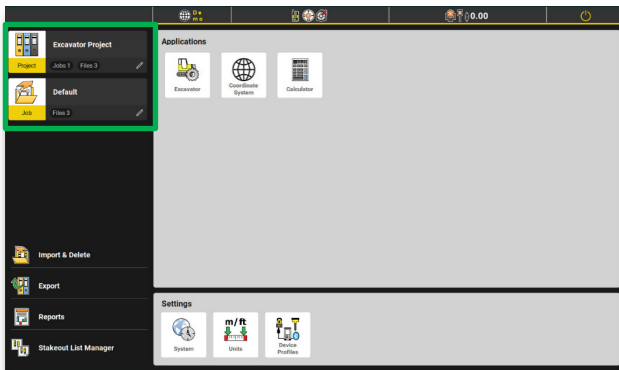 0.00
Excavator Project
Project
Jobs 1
Files 3
Default
Job
Files 3
Import & Delete
Export
Reports
Stakeout List Manager
Applications
Excavator
Coordinate
System
Calculator
Settings
System
m/ft
Units
Device
Profiles